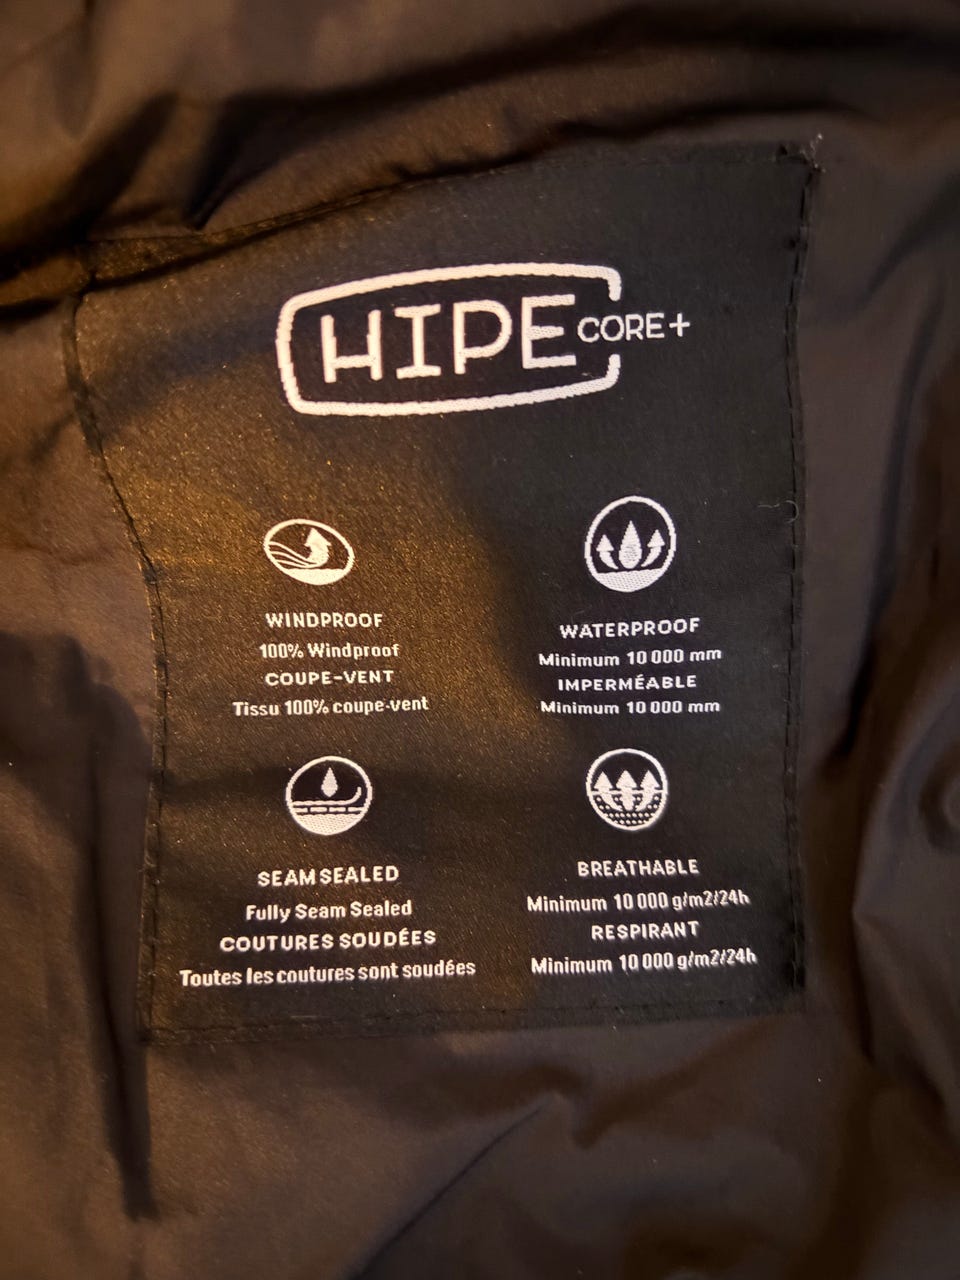 HIPE CORE+
WINDPROOF
100% Windproof
COUPE-VENT
Tissu 100% coupe-vent
WATERPROOF
Minimum 10 000 mm
IMPERMÉABLE
Minimum 10 000 mm
SEAM SEALED
Fully Seam Sealed
COUTURES SOUDÉES
Toutes les coutures sont soudées
BREATHABLE
Minimum 10 000 g/m2/24h
RESPIRANT
Minimum 10 000 g/m2/24h